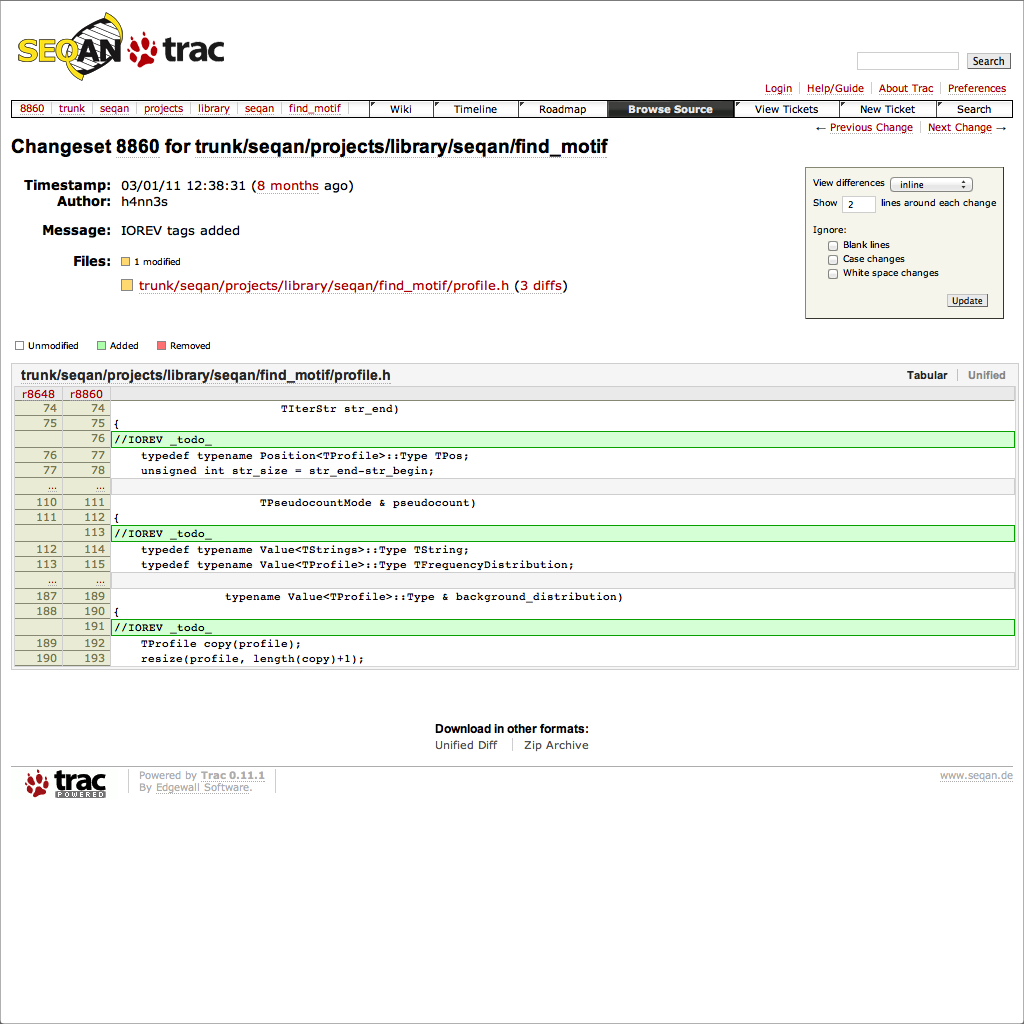 SEQAN trac
Search
Login Help/Guide About Trac Preferences
8860 trunk seqan projects library seqan find_motif Wiki Timeline Roadmap Browse Source View Tickets New Ticket Search
← Previous Change Next Change →
Changeset 8860 for trunk/seqan/projects/library/seqan/find_motif
View differences inline
Show 2 lines around each change
Ignore:
Blank lines
Case changes
White space changes
Update
Timestamp: 03/01/11 12:38:31 (8 months ago)
Author: h4nn3s
Message: IOREV tags added
Files: 1 modified
trunk/seqan/projects/library/seqan/find_motif/profile.h (3 diffs)
Unmodified Added Removed
trunk/seqan/projects/library/seqan/find_motif/profile.h Tabular Unified
r8648 r8860
74 74 TIterStr str_end)
75 75 {
76 //IOREV _todo_
76 77 typedef typename Position<TProfile>::Type TPos;
77 78 unsigned int str_size = str_end-str_begin;
… …
110 111 TPseudocountMode & pseudocount)
111 112 {
113 //IOREV _todo_
112 114 typedef typename Value<TStrings>::Type TString;
113 115 typedef typename Value<TProfile>::Type TFrequencyDistribution;
… …
187 189 typename Value<TProfile>::Type & background_distribution)
188 190 {
191 //IOREV _todo_
189 192 TProfile copy(profile);
190 193 resize(profile, length(copy)+1);
Download in other formats:
Unified Diff Zip Archive
trac POWERED
Powered by Trac 0.11.1
By Edgewall Software.
www.seqan.de